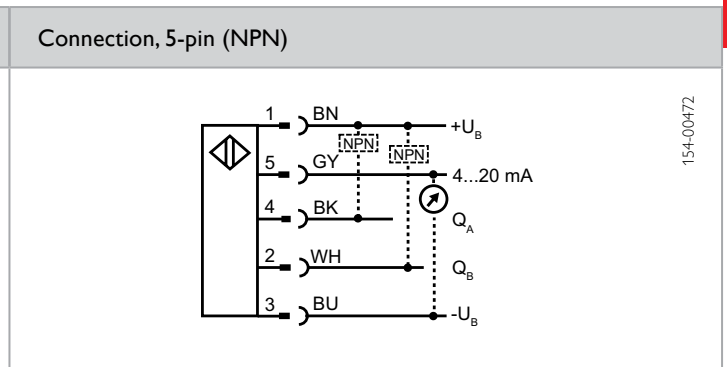 Connection, 5-pin (NPN)
154-00472
1 BN +U_B
NPN
NPN
5 GY 4...20 mA
4 BK Q_A
2 WH Q_B
3 BU -U_B